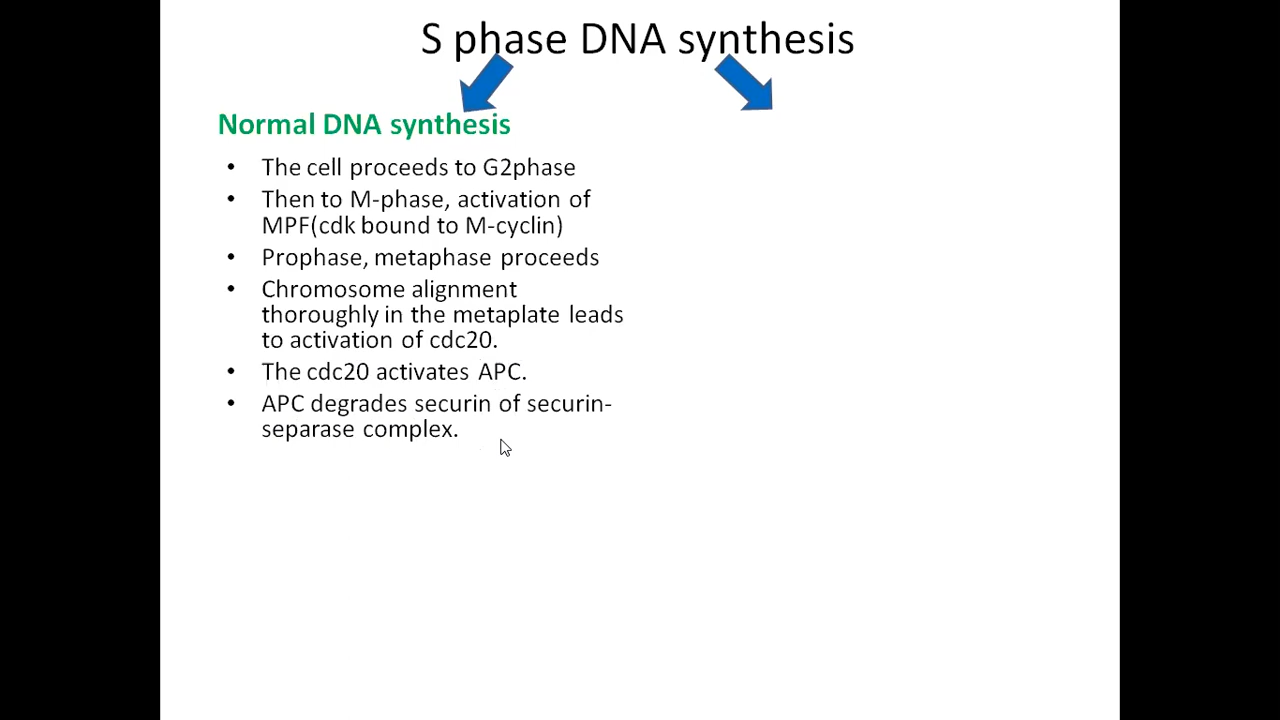 S phase DNA synthesis
Normal DNA synthesis
• The cell proceeds to G2phase
• Then to M-phase, activation of
MPF(cdk bound to M-cyclin)
• Prophase, metaphase proceeds
• Chromosome alignment
thoroughly in the metaplate leads
to activation of cdc20.
• The cdc20 activates APC.
• APC degrades securin of securin-
separase complex.